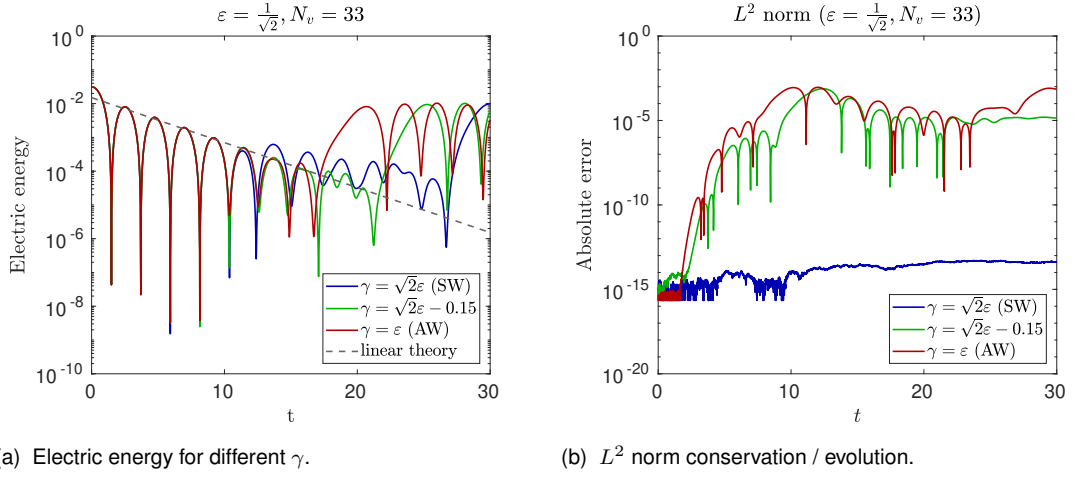 ε = 1/√2, N_v = 33
10^0
10^-2
10^-4
10^-6
10^-8
10^-10
Electric energy
0 10 20 30
t
γ = √2ε (SW)
γ = √2ε − 0.15
γ = ε (AW)
linear theory
(a) Electric energy for different γ.
L² norm (ε = 1/√2, N_v = 33)
10^0
10^-5
10^-10
10^-15
10^-20
Absolute error
0 10 20 30
t
γ = √2ε (SW)
γ = √2ε − 0.15
γ = ε (AW)
(b) L² norm conservation / evolution.